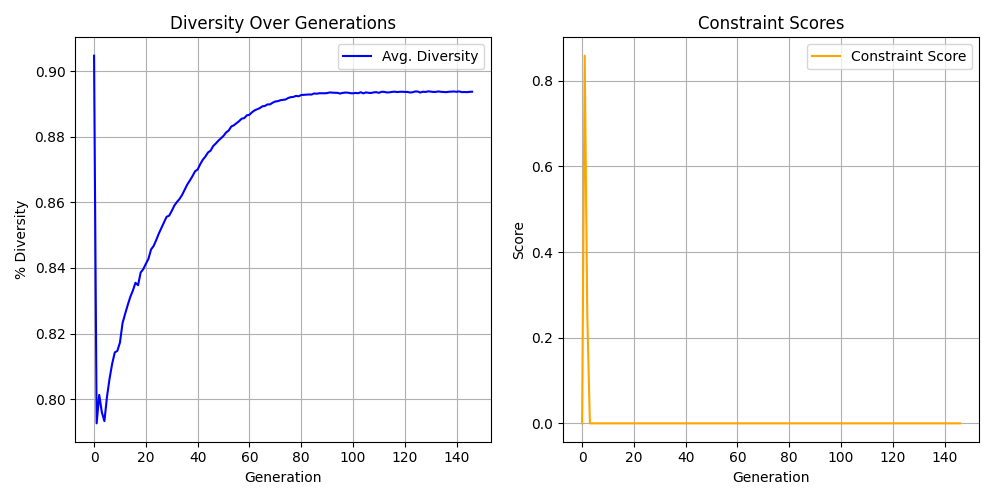 Diversity Over Generations
Avg. Diversity
% Diversity
0.90
0.88
0.86
0.84
0.82
0.80
0 20 40 60 80 100 120 140
Generation
Constraint Scores
Constraint Score
Score
0.8
0.6
0.4
0.2
0.0
0 20 40 60 80 100 120 140
Generation